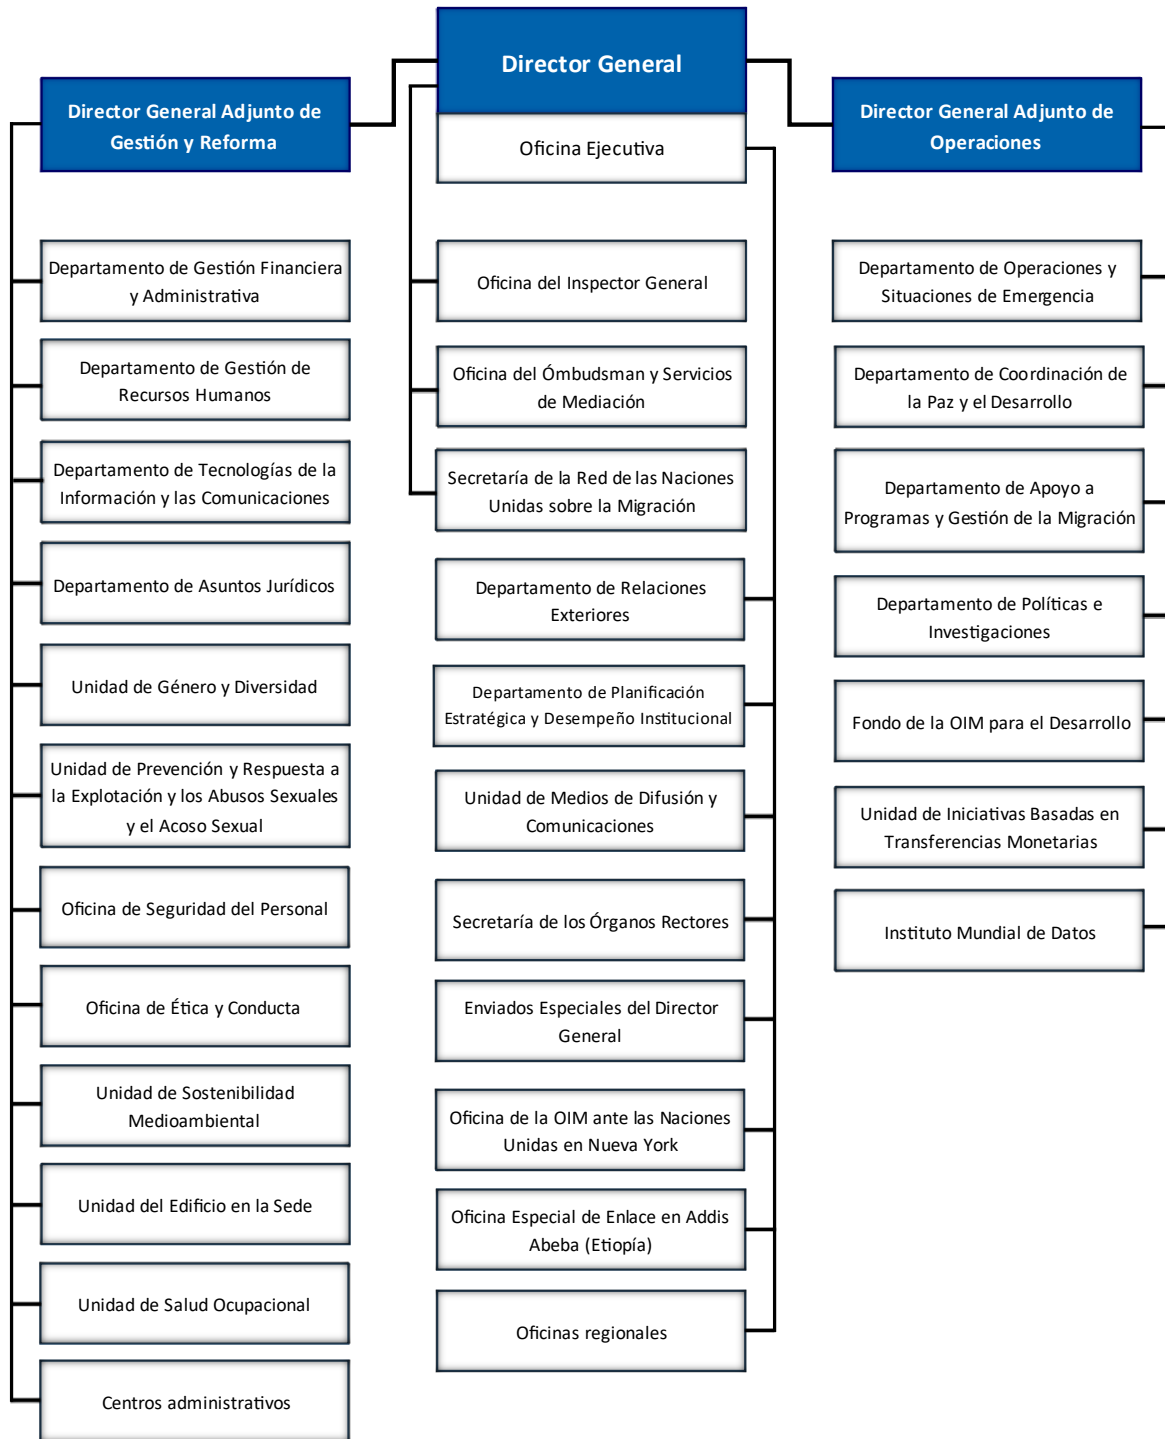 Director General
Oficina Ejecutiva
Director General Adjunto de
Gestión y Reforma
Director General Adjunto de
Operaciones
Departamento de Gestión Financiera
y Administrativa
Departamento de Gestión de
Recursos Humanos
Departamento de Tecnologías de la
Información y las Comunicaciones
Departamento de Asuntos Jurídicos
Unidad de Género y Diversidad
Unidad de Prevención y Respuesta a
la Explotación y los Abusos Sexuales
y el Acoso Sexual
Oficina de Seguridad del Personal
Oficina de Ética y Conducta
Unidad de Sostenibilidad
Medioambiental
Unidad del Edificio en la Sede
Unidad de Salud Ocupacional
Centros administrativos
Oficina del Inspector General
Oficina del Ómbudsman y Servicios
de Mediación
Secretaría de la Red de las Naciones
Unidas sobre la Migración
Departamento de Relaciones
Exteriores
Departamento de Planificación
Estratégica y Desempeño Institucional
Unidad de Medios de Difusión y
Comunicaciones
Secretaría de los Órganos Rectores
Enviados Especiales del Director
General
Oficina de la OIM ante las Naciones
Unidas en Nueva York
Oficina Especial de Enlace en Addis
Abeba (Etiopía)
Oficinas regionales
Departamento de Operaciones y
Situaciones de Emergencia
Departamento de Coordinación de
la Paz y el Desarrollo
Departamento de Apoyo a
Programas y Gestión de la Migración
Departamento de Políticas e
Investigaciones
Fondo de la OIM para el Desarrollo
Unidad de Iniciativas Basadas en
Transferencias Monetarias
Instituto Mundial de Datos